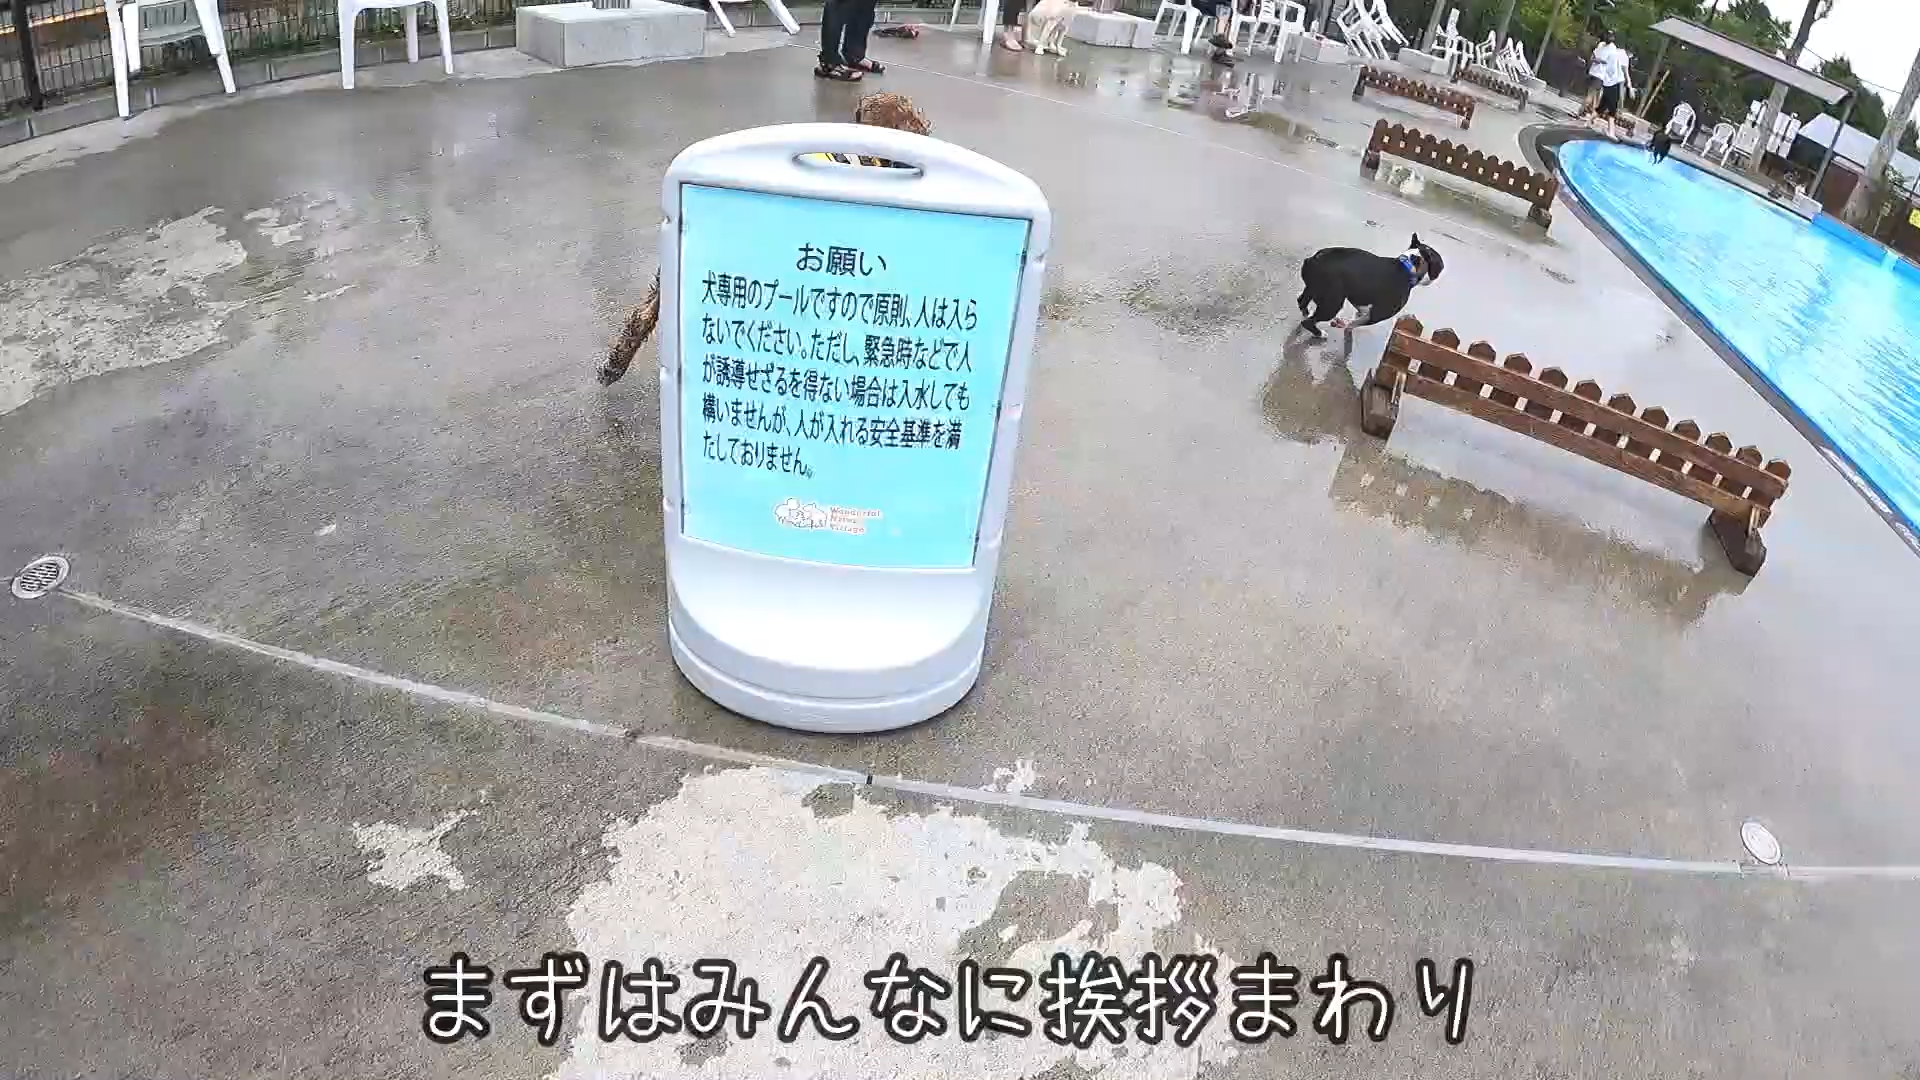 お願い
犬専用のプールですので原則、人は入ら
ないでください。ただし、緊急時などで人
が誘導せざるを得ない場合は入水しても
構いませんが、人が入れる安全基準を満
たしておりません。
Wonderful
Nature
Village
まずはみんなに挨拶まわり